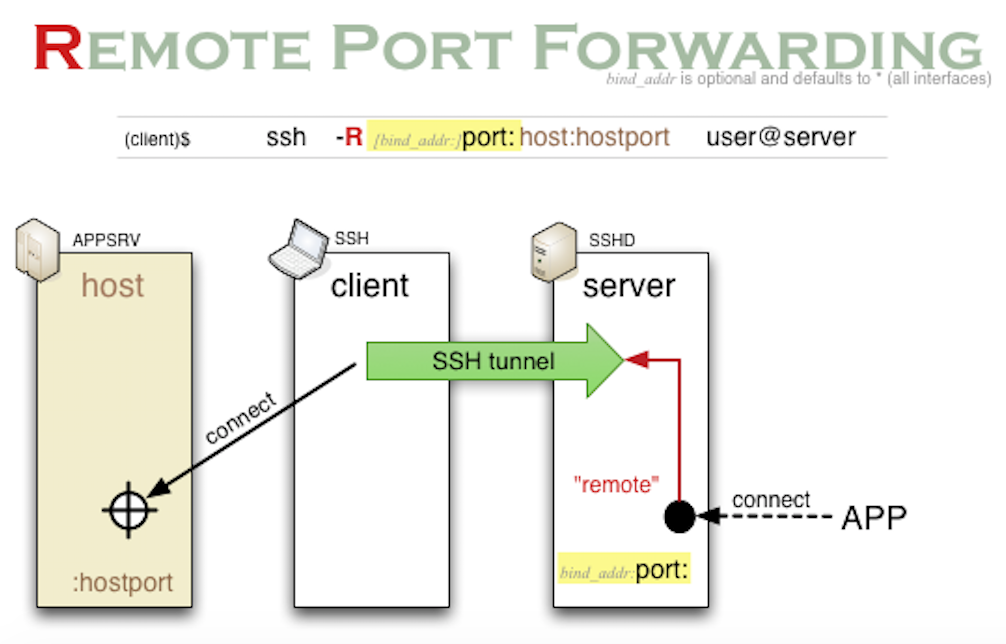 REMOTE PORT FORWARDING
bind_addr is optional and defaults to * (all interfaces)
(client)$ ssh -R [bind_addr:]port:host:hostport user@server
APPSRV SSH SSHD
host client server
SSH tunnel
connect
"remote"
connect
APP
:hostport
bind_addr:port: